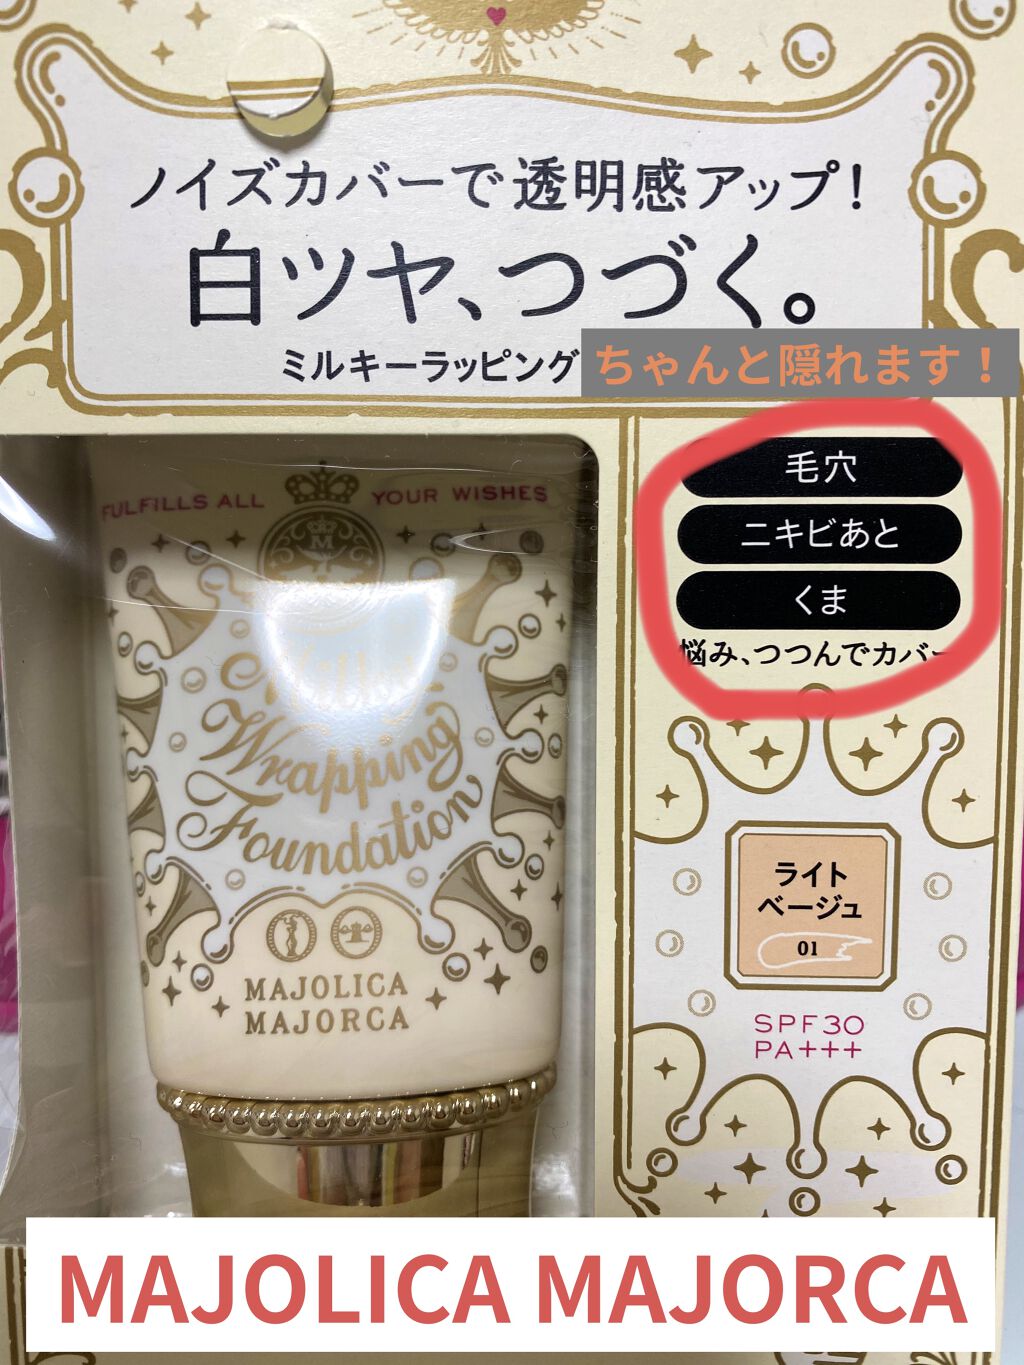 ノイズカバーで透明感アップ!
白ツヤ、つづく。
ミルキーラッピング
ちゃんと隠れます！
毛穴
ニキビあと
くま
悩み、つつんでカバー
FULFILLS ALL YOUR WISHES
M
Milky
Wrapping
Foundation
MAJOLICA
MAJORCA
ライト
ベージュ
01
SPF30
PA+++
MAJOLICA MAJORCA